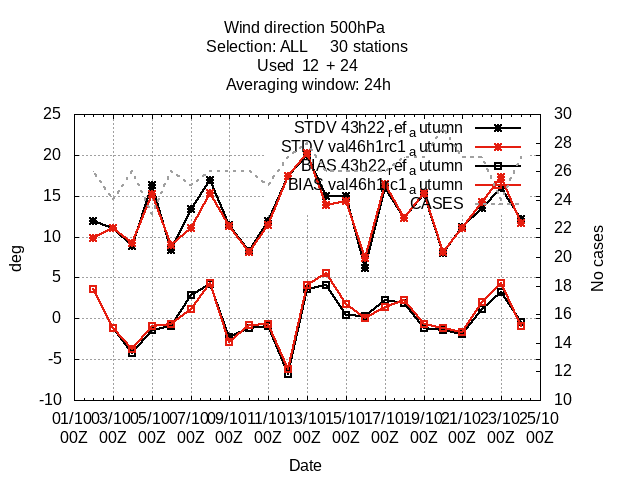 Wind direction 500hPa
Selection: ALL 30 stations
Used 12 + 24
Averaging window: 24h
STDV 43h22refautumn
STDV val46h1rc1autumn
BIAS 43h22refautumn
BIAS val46h1rc1autumn
CASES
deg
25
20
15
10
5
0
-5
-10
No cases
30
28
26
24
22
20
18
16
14
12
10
01/10 03/10 05/10 07/10 09/10 11/10 13/10 15/10 17/10 19/10 21/10 23/10 25/10
00Z 00Z 00Z 00Z 00Z 00Z 00Z 00Z 00Z 00Z 00Z 00Z 00Z
Date